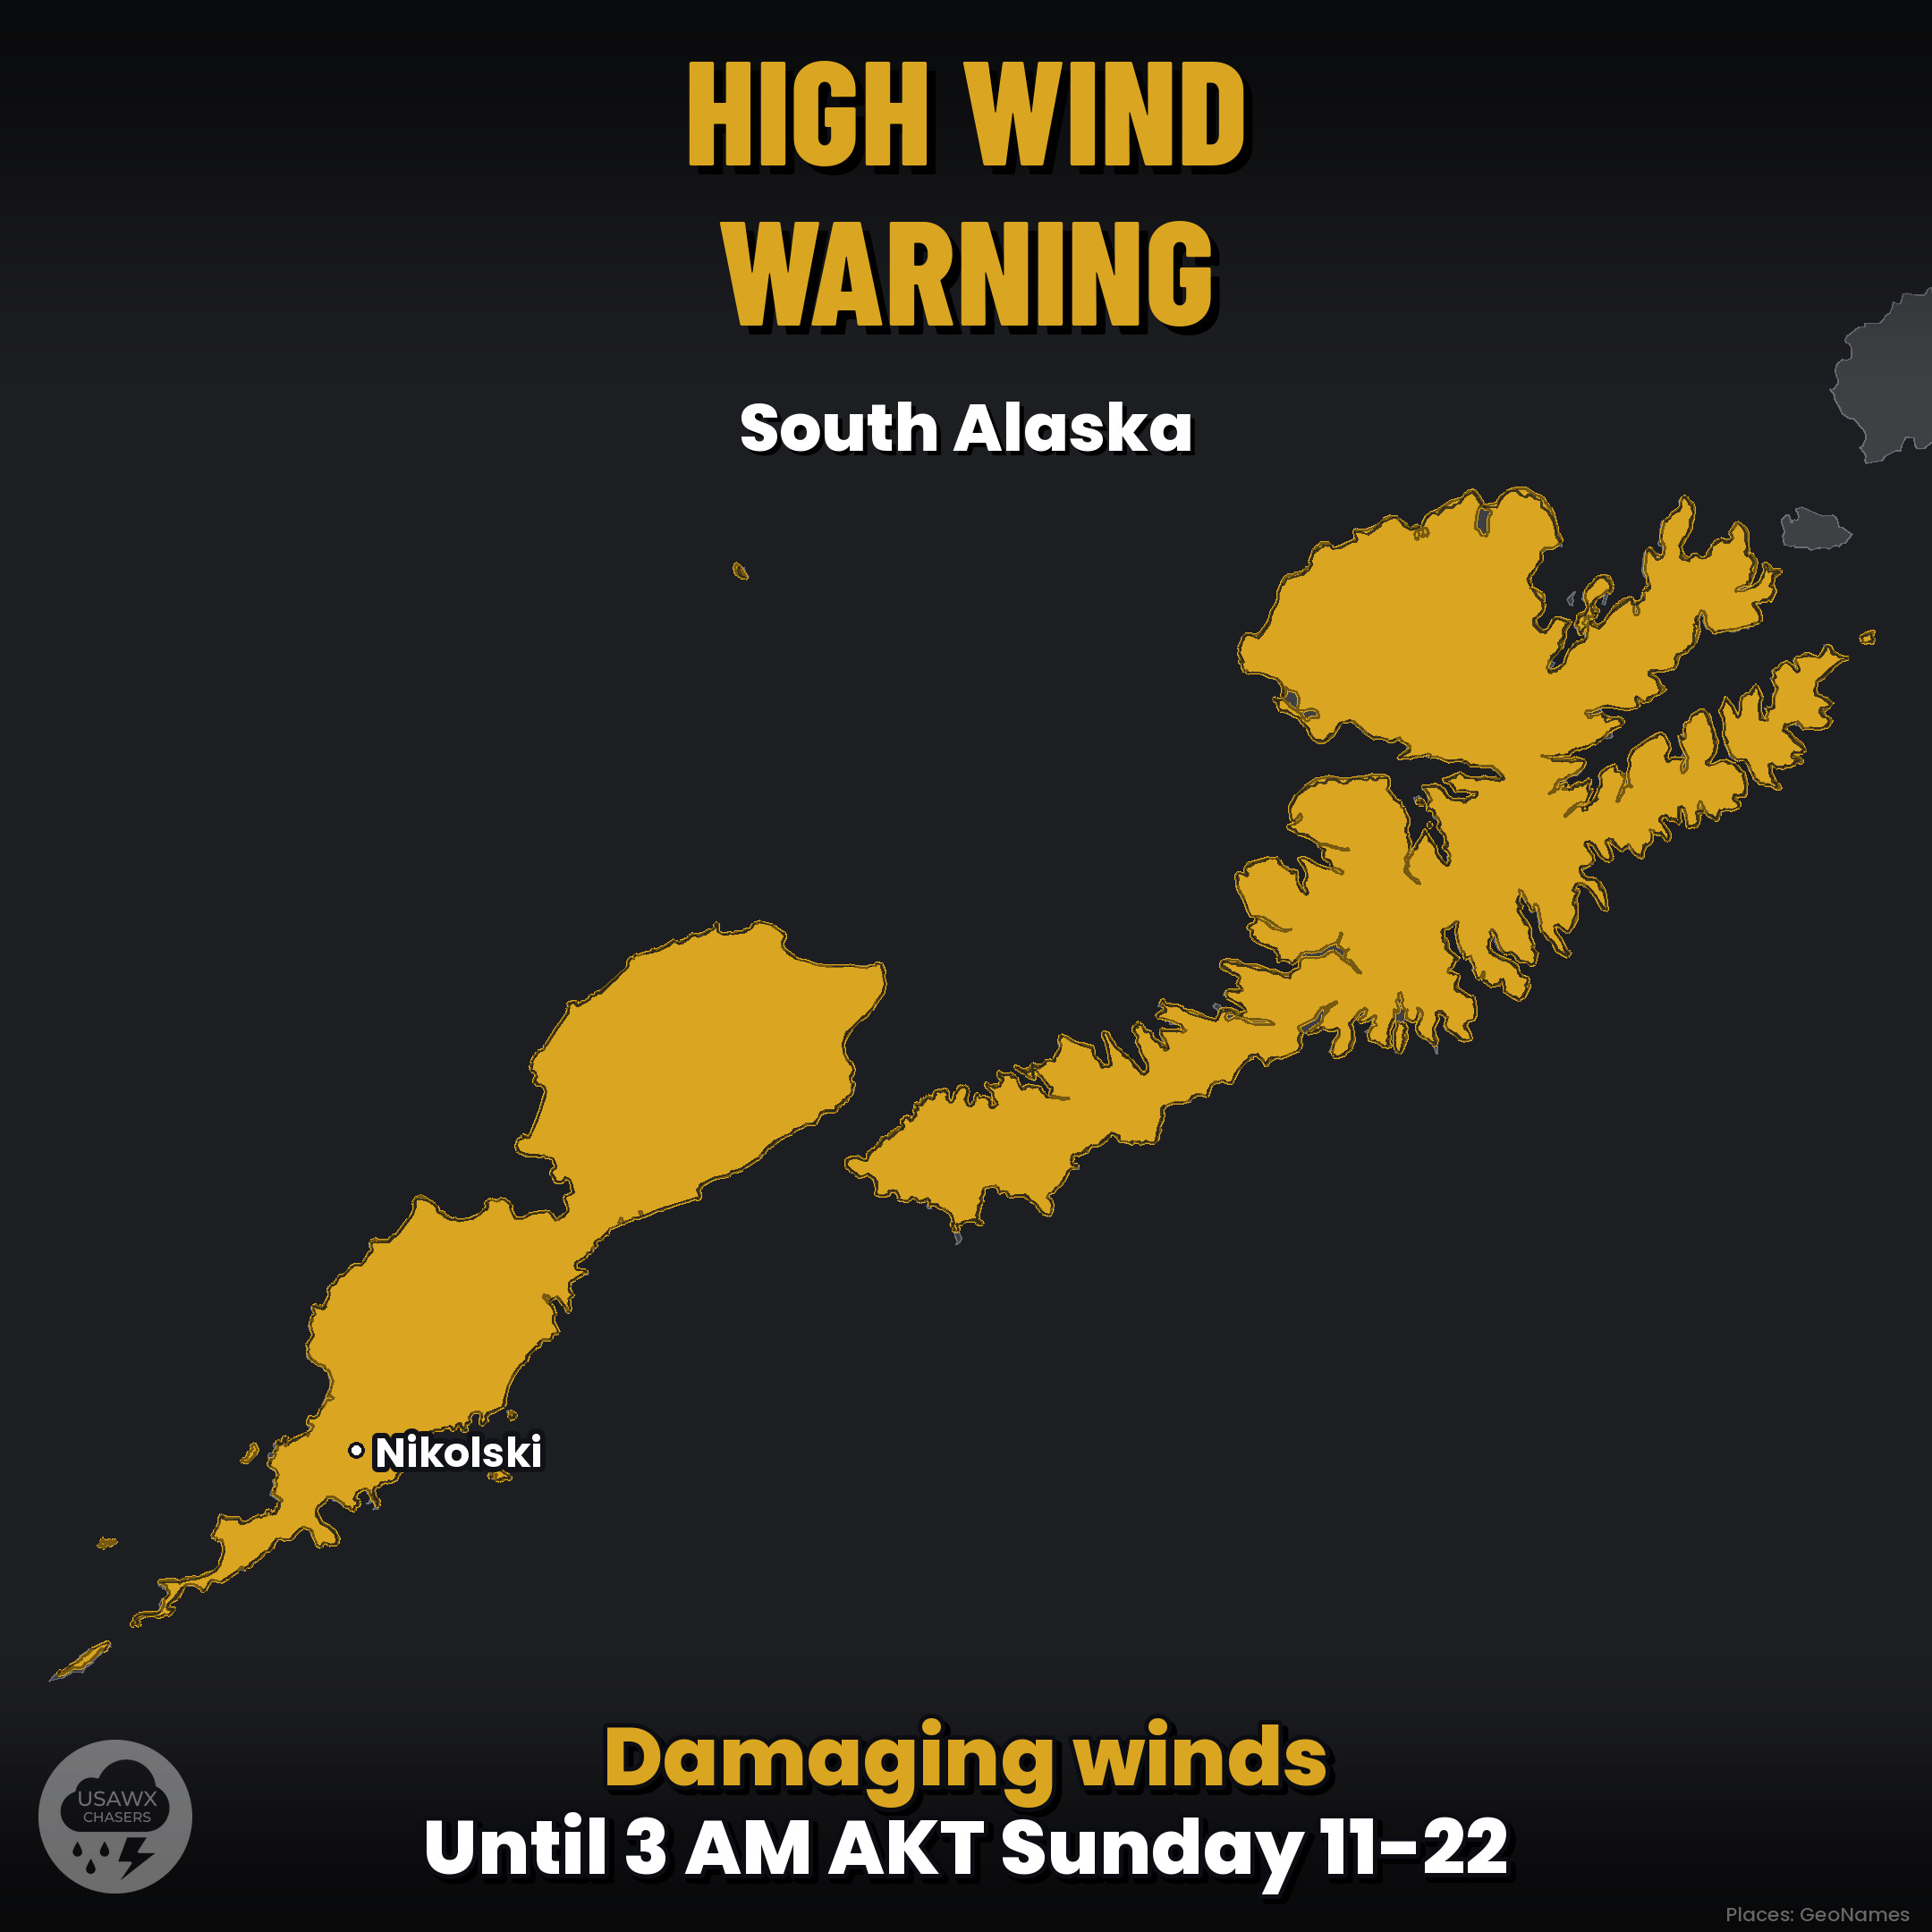 HIGH WIND
WARNING
South Alaska
Nikolski
Damaging winds
Until 3 AM AKT Sunday 11-22
USAWX
CHASERS
Places: GeoNames